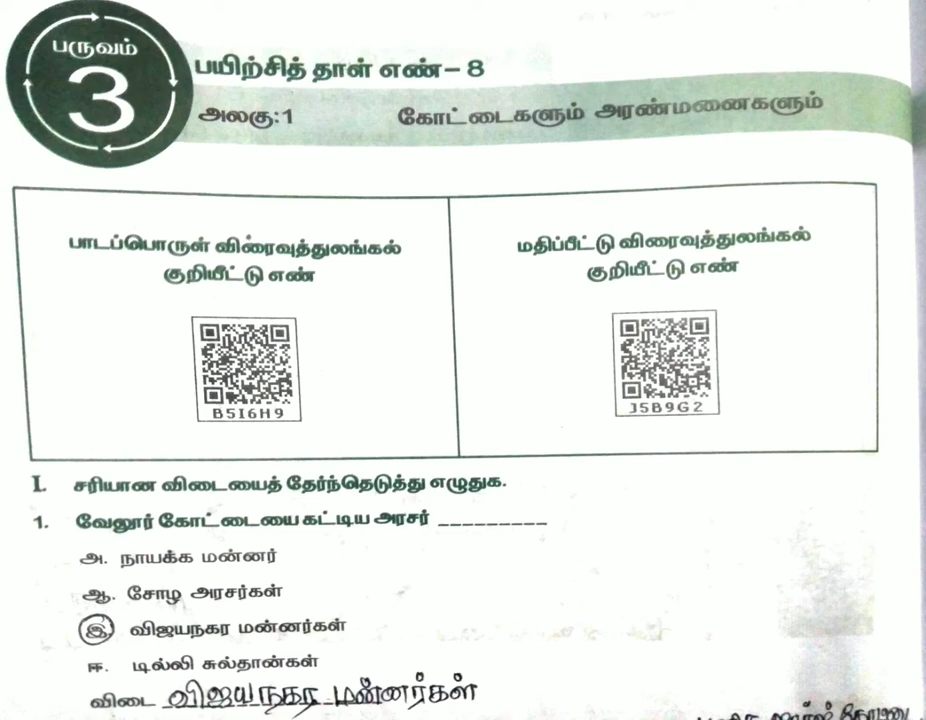 பருவம்
3
பயிற்சித் தாள் எண்– 8
அலகு:1 கோட்டைகளும் அரண்மனைகளும்
பாடப்பொருள் விரைவுத்துலங்கல்
குறியீட்டு எண்
B5I6H9
மதிப்பீட்டு விரைவுத்துலங்கல்
குறியீட்டு எண்
J5B9G2
I. சரியான விடையைத் தேர்ந்தெடுத்து எழுதுக.
1. வேலூர் கோட்டையை கட்டிய அரசர் _________
அ. நாயக்க மன்னர்
ஆ. சோழ அரசர்கள்
இ விஜயநகர மன்னர்கள்
ஈ. டில்லி சுல்தான்கள்
விடை விஜயநகர மன்னர்கள்